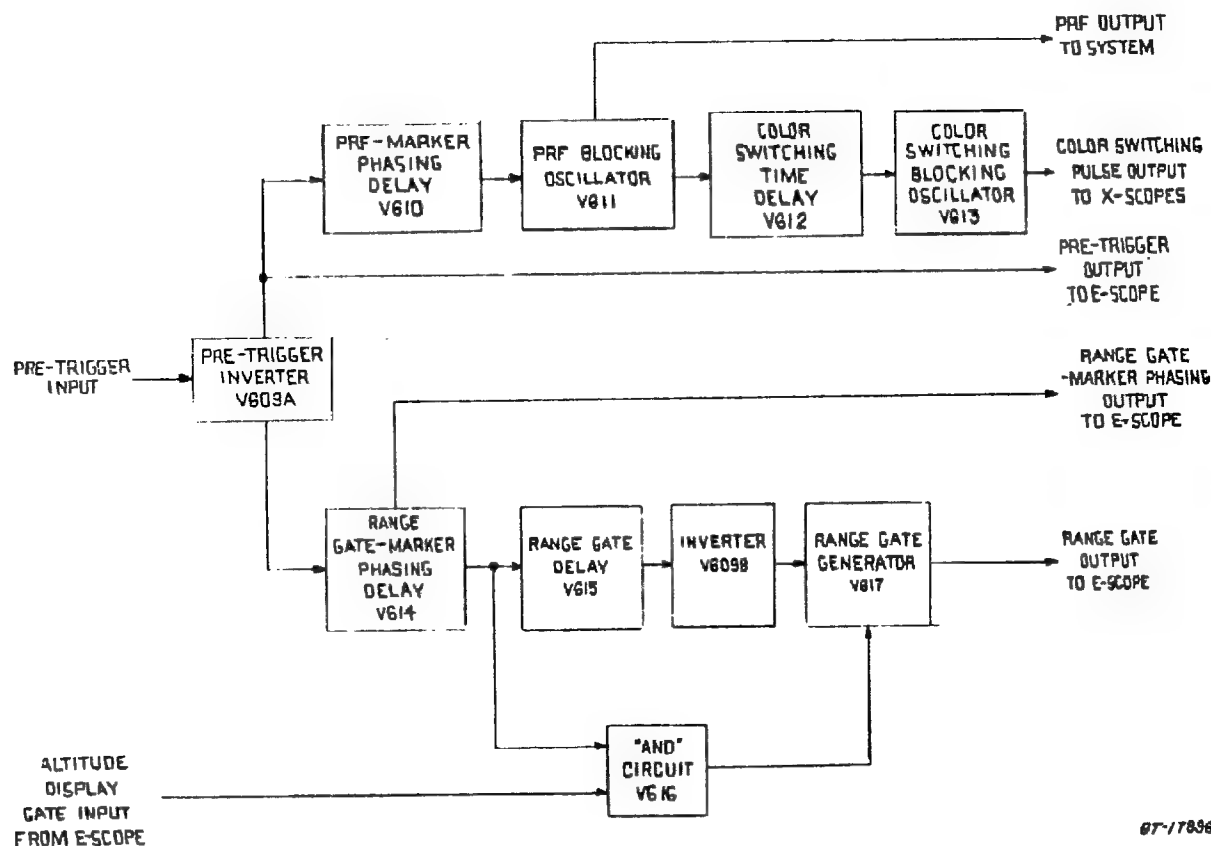 PRF OUTPUT
TO SYSTEM
PRF-MARKER
PHASING
DELAY
V610
PRF BLOCKING
OSCILLATOR
V611
COLOR
SWITCHING
TIME
DELAY
V612
COLOR
SWITCHING
BLOCKING
OSCILLATOR
V613
COLOR SWITCHING
PULSE OUTPUT
TO X-SCOPES
PRE-TRIGGER
OUTPUT
TO E-SCOPE
PRE-TRIGGER
INPUT
PRE-TRIGGER
INVERTER
V609A
RANGE GATE
-MARKER PHASING
OUTPUT
TO E-SCOPE
RANGE
GATE-MARKER
PHASING
DELAY
V614
RANGE GATE
DELAY
V615
INVERTER
V609B
RANGE GATE
GENERATOR
V617
RANGE GATE
OUTPUT
TO E-SCOPE
"AND"
CIRCUIT
V616
ALTITUDE
DISPLAY
GATE INPUT
FROM E-SCOPE